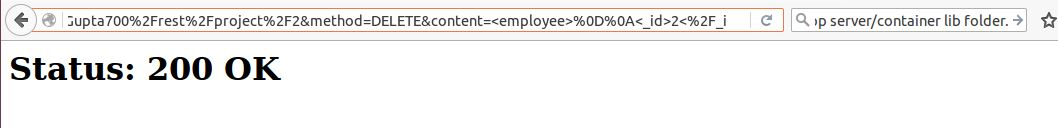 Gupta700%2Frest%2Fproject%2F2&method=DELETE&content=<employee>%0D%0A<_id>2<%2F_i
pp server/container lib folder.
Status: 200 OK